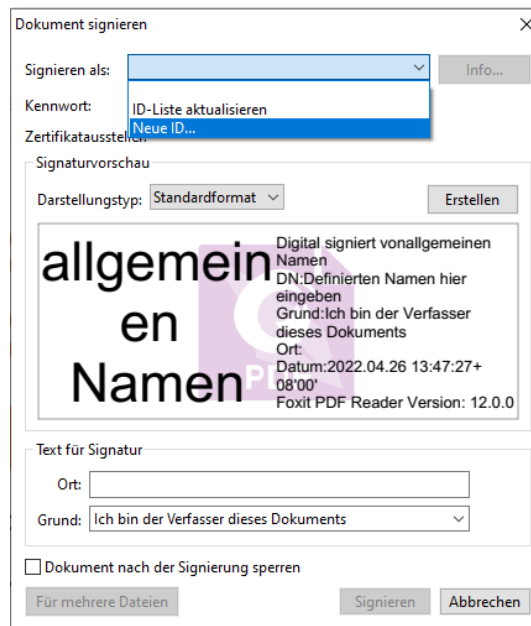 Dokument signieren
Signieren als:
Info...
Kennwort:
ID-Liste aktualisieren
Neue ID...
Zertifikataussteller
Signaturvorschau
Darstellungstyp: Standardformat
Erstellen
allgemein
en
Namen
Digital signiert vonallgemeinen
Namen
DN:Definierten Namen hier
eingeben
Grund:Ich bin der Verfasser
dieses Dokuments
Ort:
Datum:2022.04.26 13:47:27+
08'00'
Foxit PDF Reader Version: 12.0.0
PDF
Text für Signatur
Ort:
Grund: Ich bin der Verfasser dieses Dokuments
Dokument nach der Signierung sperren
Für mehrere Dateien
Signieren
Abbrechen